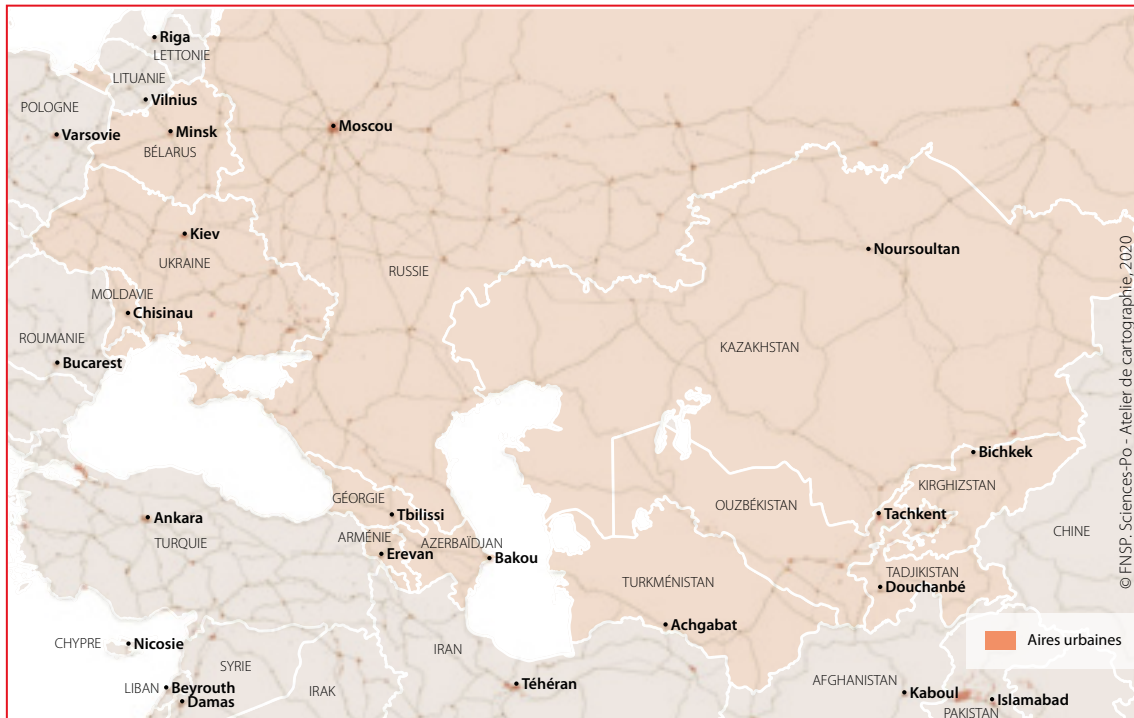 Riga
LETTONIE
LITUANIE
Vilnius
POLOGNE
Varsovie
Minsk
BÉLARUS
Moscou
Kiev
UKRAINE
Noursoultan
RUSSIE
MOLDAVIE
Chisinau
ROUMANIE
Bucarest
KAZAKHSTAN
Bichkek
KIRGHIZSTAN
GÉORGIE
Tbilissi
OUZBÉKISTAN
Tachkent
Ankara
TURQUIE
ARMÉNIE
AZERBAÏDJAN
Erevan
Bakou
CHINE
TURKMÉNISTAN
TADJIKISTAN
Douchanbé
Achgabat
CHYPRE
Nicosie
IRAN
SYRIE
LIBAN
Beyrouth
Damas
IRAK
Téhéran
AFGHANISTAN
Kaboul
Islamabad
PAKISTAN
Aires urbaines
© FNSP. Sciences-Po - Atelier de cartographie, 2020